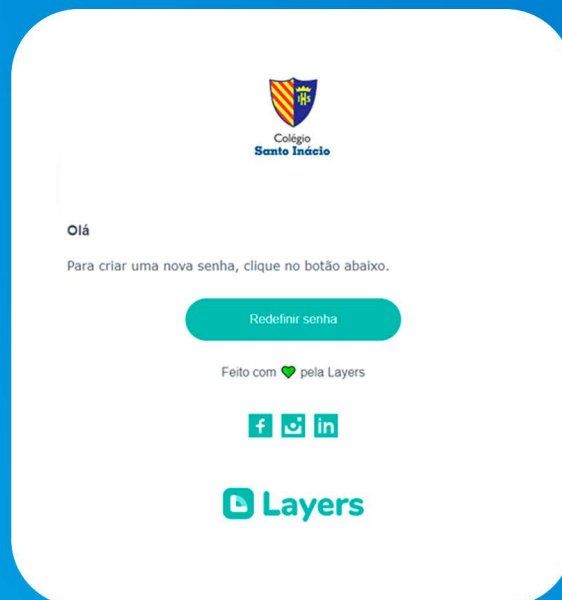 IHS
Colégio
Santo Inácio
Olá
Para criar uma nova senha, clique no botão abaixo.
Redefinir senha
Feito com 💚 pela Layers
f in
Layers